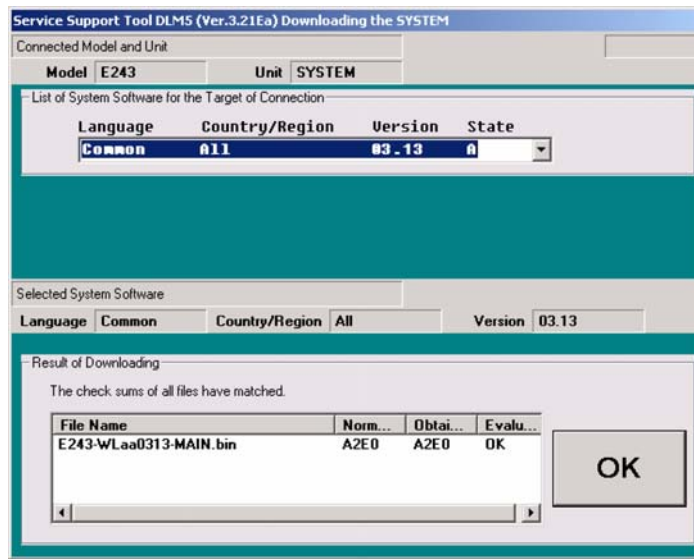 Service Support Tool DLM5 (Ver.3.21Ea) Downloading the SYSTEM
Connected Model and Unit
Model E243 Unit SYSTEM
List of System Software for the Target of Connection
Language Country/Region Version State
Common All 03.13 A
Selected System Software
Language Common Country/Region All Version 03.13
Result of Downloading
The check sums of all files have matched.
File Name Norm... Obtai... Evalu...
E243-WLaa0313-MAIN.bin A2E0 A2E0 OK
OK